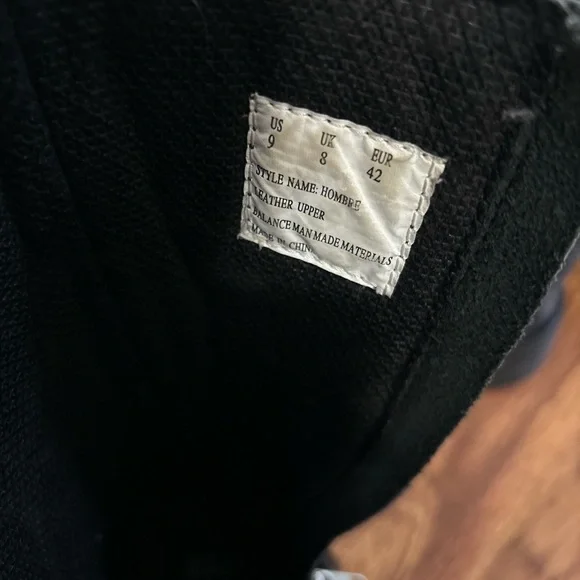 US UK EUR
9 8 42
STYLE NAME: HOMBRE
LEATHER UPPER
BALANCE MAN MADE MATERIALS
MADE IN CHINA